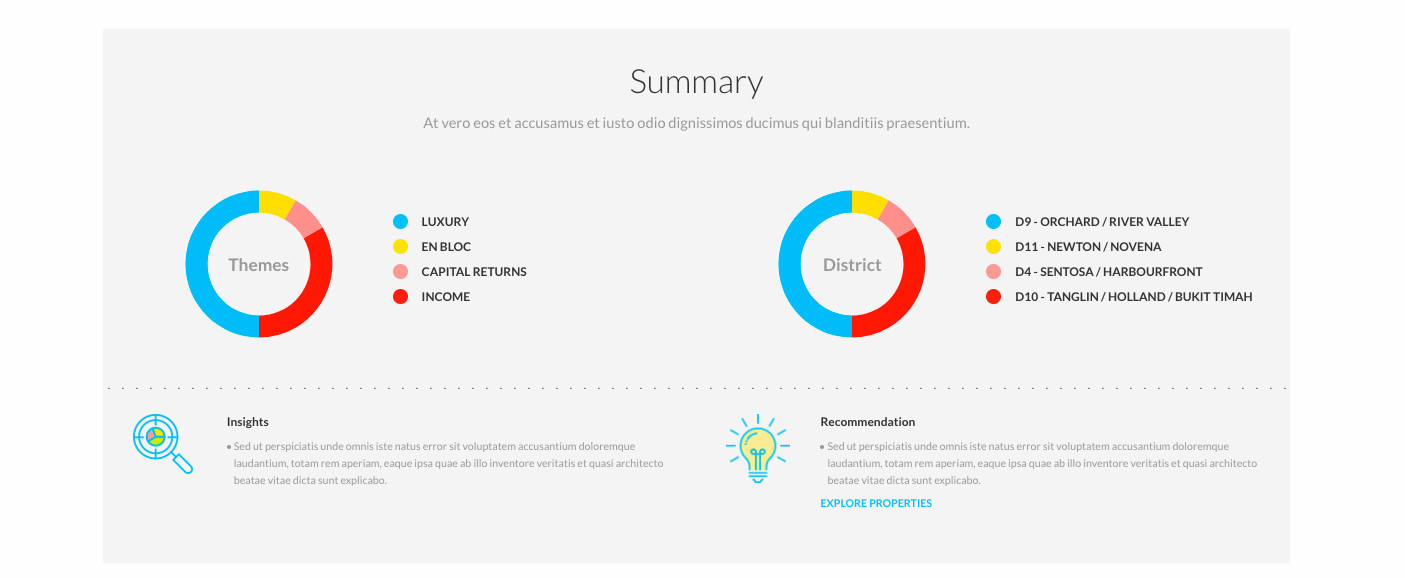 Summary
At vero eos et accusamus et iusto odio dignissimos ducimus qui blanditiis praesentium.
Themes
LUXURY
EN BLOC
CAPITAL RETURNS
INCOME
District
D9 - ORCHARD / RIVER VALLEY
D11 - NEWTON / NOVENA
D4 - SENTOSA / HARBOURFRONT
D10 - TANGLIN / HOLLAND / BUKIT TIMAH
Insights
• Sed ut perspiciatis unde omnis iste natus error sit voluptatem accusantium doloremque
laudantium, totam rem aperiam, eaque ipsa quae ab illo inventore veritatis et quasi architecto
beatae vitae dicta sunt explicabo.
Recommendation
• Sed ut perspiciatis unde omnis iste natus error sit voluptatem accusantium doloremque
laudantium, totam rem aperiam, eaque ipsa quae ab illo inventore veritatis et quasi architecto
beatae vitae dicta sunt explicabo.
EXPLORE PROPERTIES